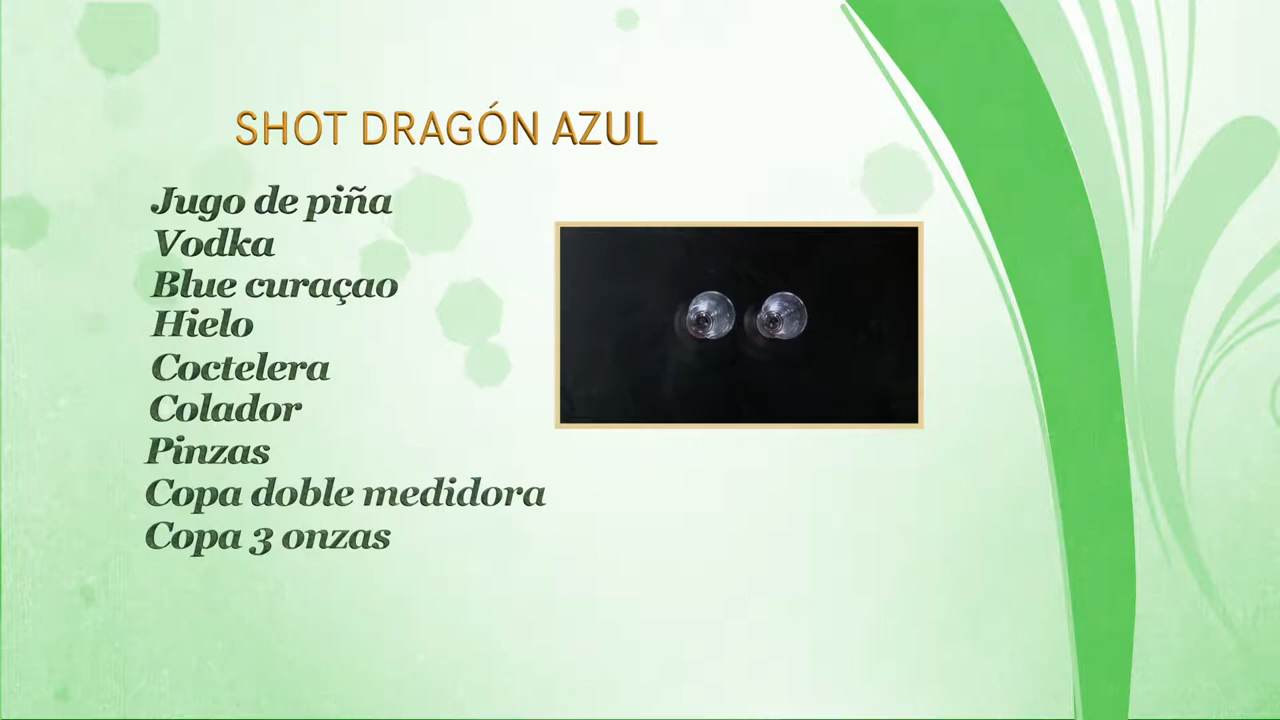 SHOT DRAGÓN AZUL
Jugo de piña
Vodka
Blue curaçao
Hielo
Coctelera
Colador
Pinzas
Copa doble medidora
Copa 3 onzas